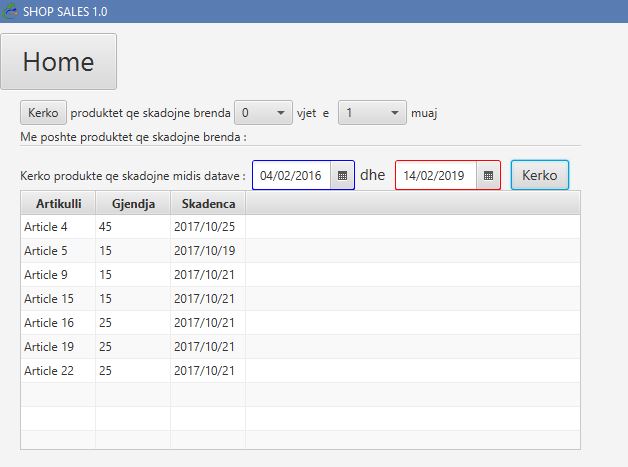 SHOP SALES 1.0
Home
Kerko produktet qe skadojne brenda 0 vjet e 1 muaj
Me poshte produktet qe skadojne brenda :
Kerko produkte qe skadojne midis datave : 04/02/2016 dhe 14/02/2019 Kerko
Artikulli Gjendja Skadenca
Article 4 45 2017/10/25
Article 5 15 2017/10/19
Article 9 15 2017/10/21
Article 15 15 2017/10/21
Article 16 25 2017/10/21
Article 19 25 2017/10/21
Article 22 25 2017/10/21